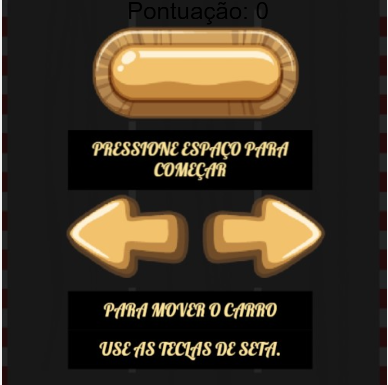 Pontuação: 0
PRESSIONE ESPAÇO PARA
COMEÇAR
PARA MOVER O CARRO
USE AS TECLAS DE SETA.